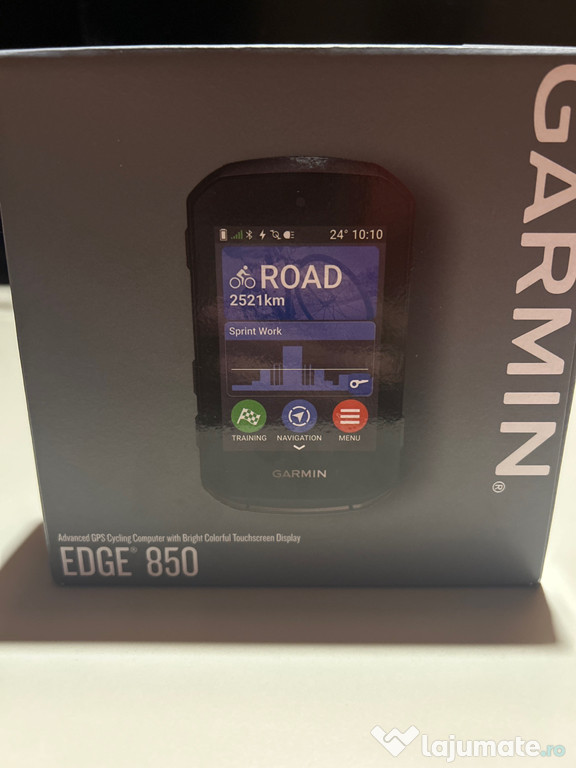 GARMIN®
24° 10:10
ROAD
2521km
Sprint Work
TRAINING NAVIGATION MENU
GARMIN
Advanced GPS Cycling Computer with Bright Colorful Touchscreen Display
EDGE® 850
lajumate.ro